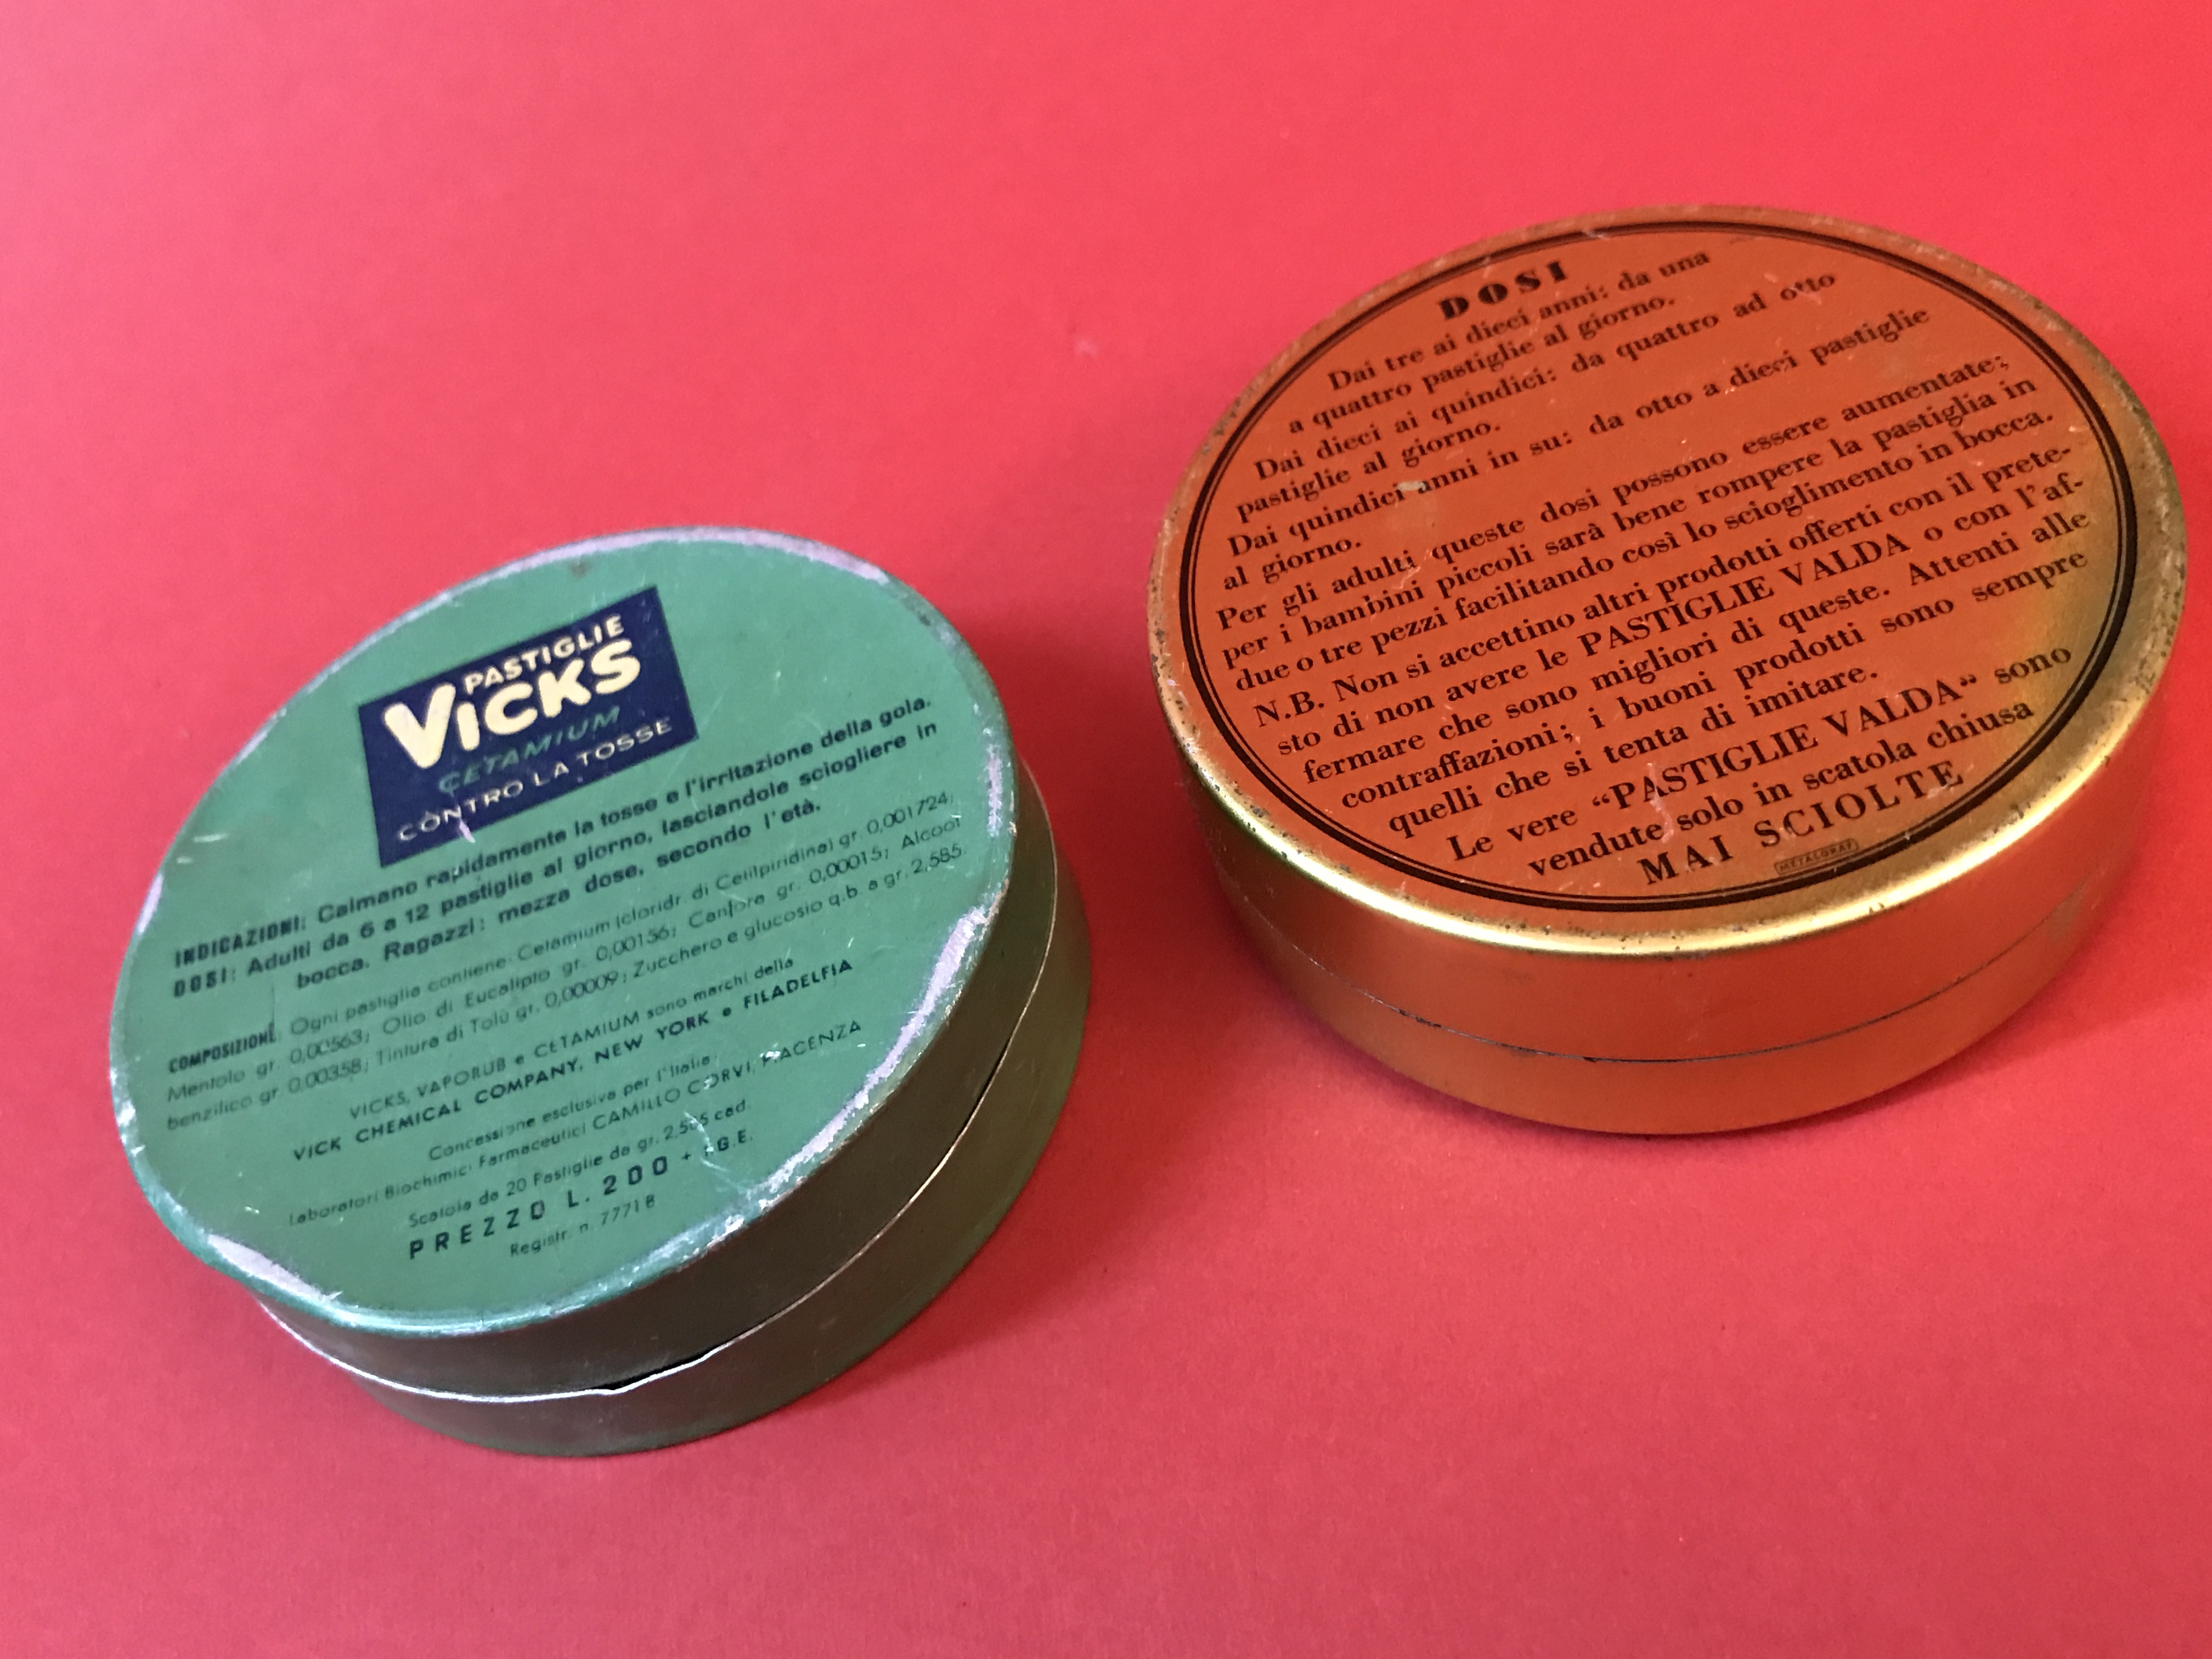 PASTIGLIE
VICKS
CETAMIUM
CONTRO LA TOSSE
INDICAZIONI: Calmano rapidamente la tosse e l'irritazione della gola.
DOSI: Adulti da 6 a 12 pastiglie al giorno, lasciandole sciogliere in
bocca. Ragazzi: mezza dose, secondo l'età.
COMPOSIZIONE: Ogni pastiglia contiene: Cetamium (cloridr. di Cetilpiridina) gr. 0,001724;
Mentolo gr. 0,00563; Olio di Eucalipto gr. 0,00156; Canfora gr. 0,00015; Alcool
benzilico gr. 0,00358; Tintura di Tolù gr. 0,00009; Zucchero e glucosio q.b. a gr. 2,585.
VICKS, VAPORUB e CETAMIUM sono marchi della
VICK CHEMICAL COMPANY, NEW YORK e FILADELFIA
Concessione esclusiva per l'Italia:
Laboratori Biochimici Farmaceutici CAMILLO CORVI, PIACENZA
Scatola da 20 Pastiglie da gr. 2,585 cad.
PREZZO L. 200 + I.G.E.
Registr. n. 7771 B
DOSI
Dai tre ai dieci anni: da una
a quattro pastiglie al giorno.
Dai dieci ai quindici: da quattro ad otto
pastiglie al giorno.
Dai quindici anni in su: da otto a dieci pastiglie
al giorno.
Per gli adulti queste dosi possono essere aumentate;
per i bambini piccoli sarà bene rompere la pastiglia in
due o tre pezzi facilitando così lo scioglimento in bocca.
N.B. Non si accettino altri prodotti offerti con il prete-
sto di non avere le PASTIGLIE VALDA o con l'af-
fermare che sono migliori di queste. Attenti alle
contraffazioni; i buoni prodotti sono sempre
quelli che si tenta di imitare.
Le vere “PASTIGLIE VALDA” sono
vendute solo in scatola chiusa
MAI SCIOLTE
METALGRAF